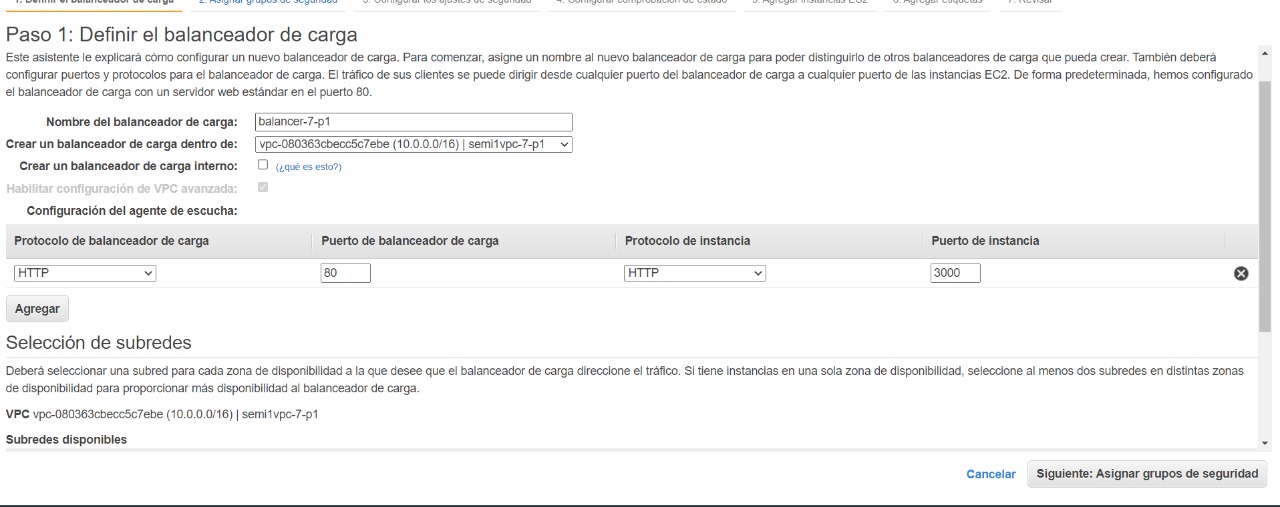 1. Definir el balanceador de carga 2. Asignar grupos de seguridad 3. Configurar los ajustes de seguridad 4. Configurar comprobación de estado 5. Agregar instancias EC2 6. Agregar etiquetas 7. Revisar
Paso 1: Definir el balanceador de carga
Este asistente le explicará cómo configurar un nuevo balanceador de carga. Para comenzar, asigne un nombre al nuevo balanceador de carga para poder distinguirlo de otros balanceadores de carga que pueda crear. También deberá
configurar puertos y protocolos para el balanceador de carga. El tráfico de sus clientes se puede dirigir desde cualquier puerto del balanceador de carga a cualquier puerto de las instancias EC2. De forma predeterminada, hemos configurado
el balanceador de carga con un servidor web estándar en el puerto 80.
Nombre del balanceador de carga: balancer-7-p1
Crear un balanceador de carga dentro de: vpc-080363cbecc5c7ebe (10.0.0.0/16) | semi1vpc-7-p1
Crear un balanceador de carga interno: (¿qué es esto?)
Habilitar configuración de VPC avanzada:
Configuración del agente de escucha:
Protocolo de balanceador de carga Puerto de balanceador de carga Protocolo de instancia Puerto de instancia
HTTP 80 HTTP 3000
Agregar
Selección de subredes
Deberá seleccionar una subred para cada zona de disponibilidad a la que desee que el balanceador de carga direccione el tráfico. Si tiene instancias en una sola zona de disponibilidad, seleccione al menos dos subredes en distintas zonas
de disponibilidad para proporcionar más disponibilidad al balanceador de carga.
VPC vpc-080363cbecc5c7ebe (10.0.0.0/16) | semi1vpc-7-p1
Subredes disponibles
Cancelar Siguiente: Asignar grupos de seguridad